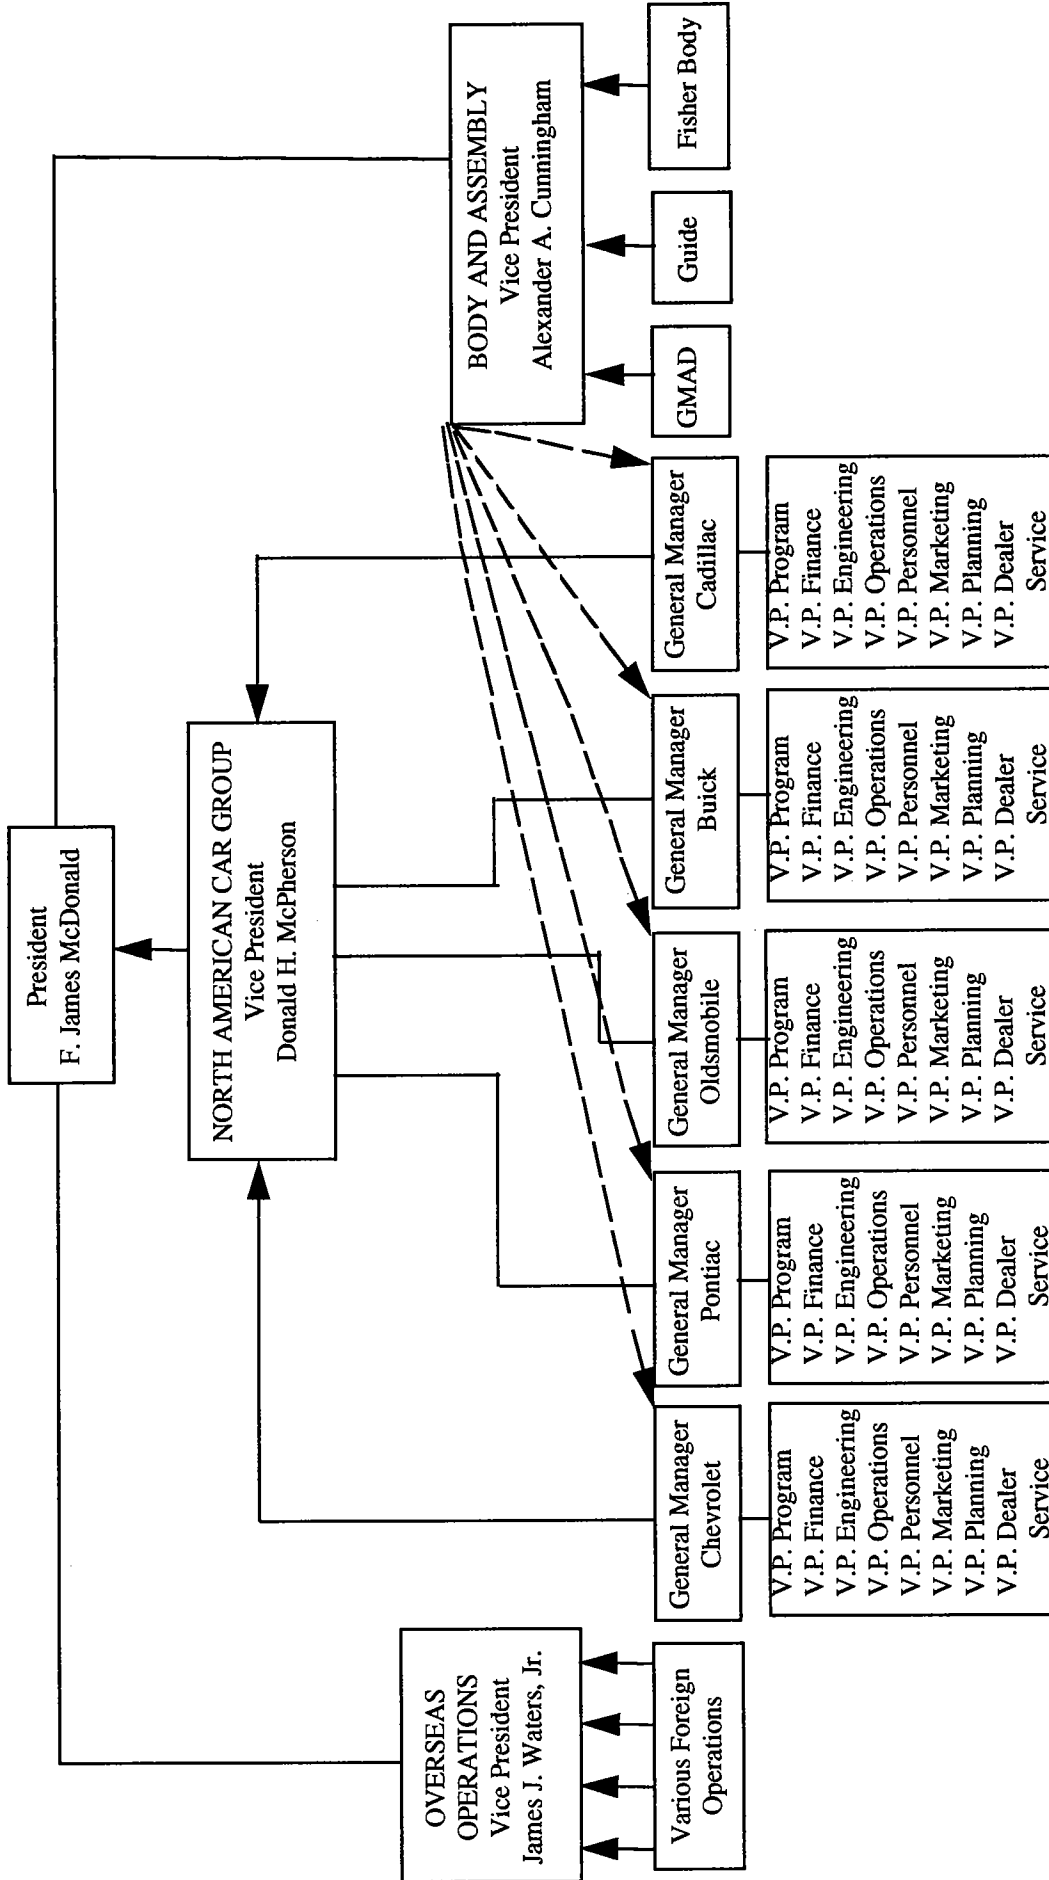 President
F. James McDonald
OVERSEAS
OPERATIONS
Vice President
James J. Waters, Jr.
NORTH AMERICAN CAR GROUP
Vice President
Donald H. McPherson
BODY AND ASSEMBLY
Vice President
Alexander A. Cunningham
Various Foreign
Operations
General Manager
Chevrolet
General Manager
Pontiac
General Manager
Oldsmobile
General Manager
Buick
General Manager
Cadillac
GMAD
Guide
Fisher Body
V.P. Program
V.P. Finance
V.P. Engineering
V.P. Operations
V.P. Personnel
V.P. Marketing
V.P. Planning
V.P. Dealer
Service
V.P. Program
V.P. Finance
V.P. Engineering
V.P. Operations
V.P. Personnel
V.P. Marketing
V.P. Planning
V.P. Dealer
Service
V.P. Program
V.P. Finance
V.P. Engineering
V.P. Operations
V.P. Personnel
V.P. Marketing
V.P. Planning
V.P. Dealer
Service
V.P. Program
V.P. Finance
V.P. Engineering
V.P. Operations
V.P. Personnel
V.P. Marketing
V.P. Planning
V.P. Dealer
Service
V.P. Program
V.P. Finance
V.P. Engineering
V.P. Operations
V.P. Personnel
V.P. Marketing
V.P. Planning
V.P. Dealer
Service